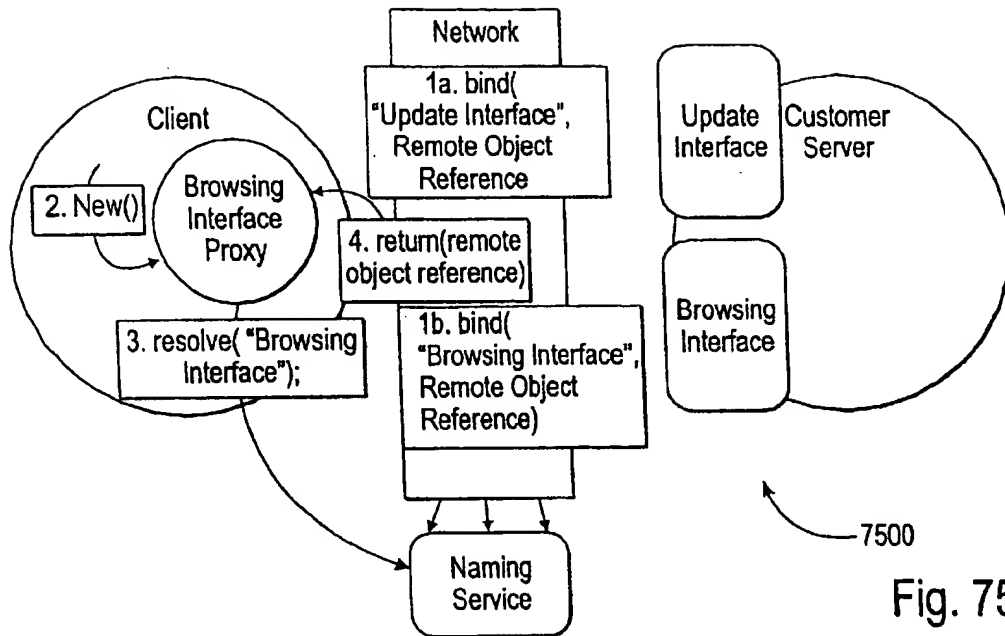 Network
1a. bind(
"Update Interface",
Remote Object
Reference
Client
2. New()
Browsing
Interface
Proxy
4. return(remote
object reference)
3. resolve( "Browsing
Interface");
1b. bind(
"Browsing Interface",
Remote Object
Reference)
Update
Interface
Customer
Server
Browsing
Interface
Naming
Service
7500
Fig. 75